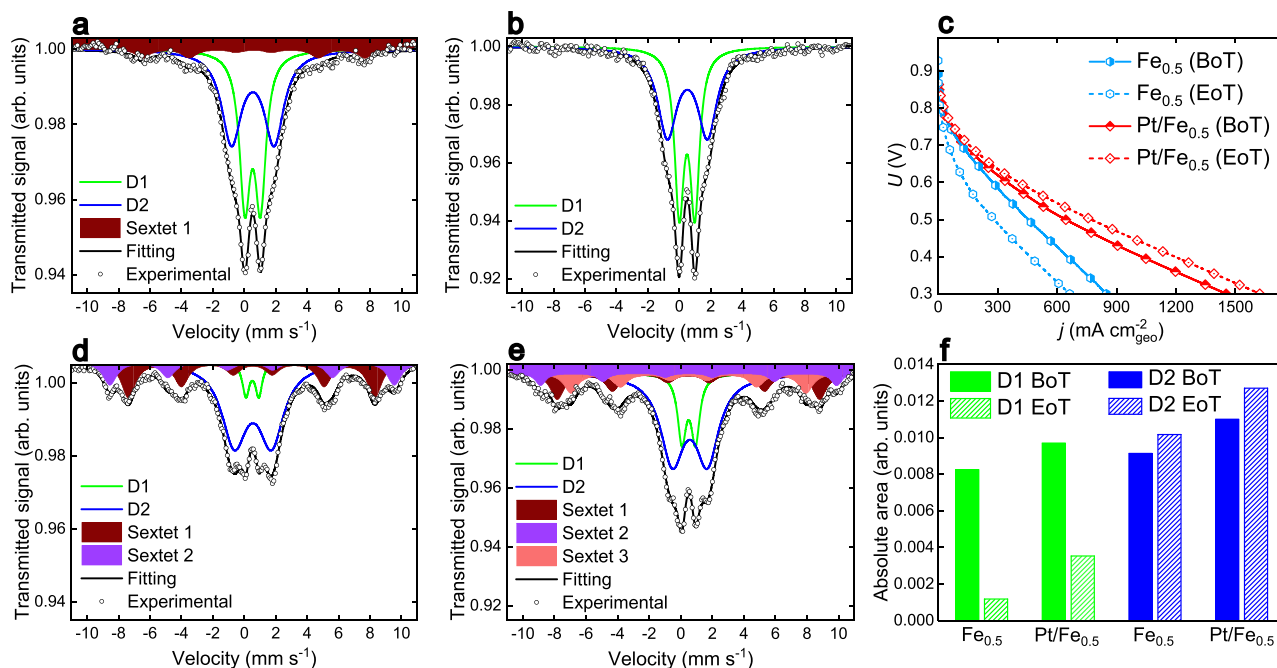 a
1.00
0.98
0.96
0.94
Transmitted signal (arb. units)
D1
D2
Sextet 1
Fitting
Experimental
-10 -8 -6 -4 -2 0 2 4 6 8 10
Velocity (mm s⁻¹)
b
1.00
0.98
0.96
0.94
0.92
Transmitted signal (arb. units)
D1
D2
Fitting
Experimental
-10 -8 -6 -4 -2 0 2 4 6 8 10
Velocity (mm s⁻¹)
c
0.9
0.8
0.7
0.6
0.5
0.4
0.3
U (V)
Fe₀.₅ (BoT)
Fe₀.₅ (EoT)
Pt/Fe₀.₅ (BoT)
Pt/Fe₀.₅ (EoT)
0 300 600 900 1200 1500
j (mA cm⁻²geo)
d
1.00
0.98
0.96
0.94
Transmitted signal (arb. units)
D1
D2
Sextet 1
Sextet 2
Fitting
Experimental
-10 -8 -6 -4 -2 0 2 4 6 8 10
Velocity (mm s⁻¹)
e
1.00
0.98
0.96
0.94
0.92
Transmitted signal (arb. units)
D1
D2
Sextet 1
Sextet 2
Sextet 3
Fitting
Experimental
-10 -8 -6 -4 -2 0 2 4 6 8 10
Velocity (mm s⁻¹)
f
0.014
0.012
0.010
0.008
0.006
0.004
0.002
0.000
Absolute area (arb. units)
D1 BoT D2 BoT
D1 EoT D2 EoT
Fe₀.₅ Pt/Fe₀.₅ Fe₀.₅ Pt/Fe₀.₅